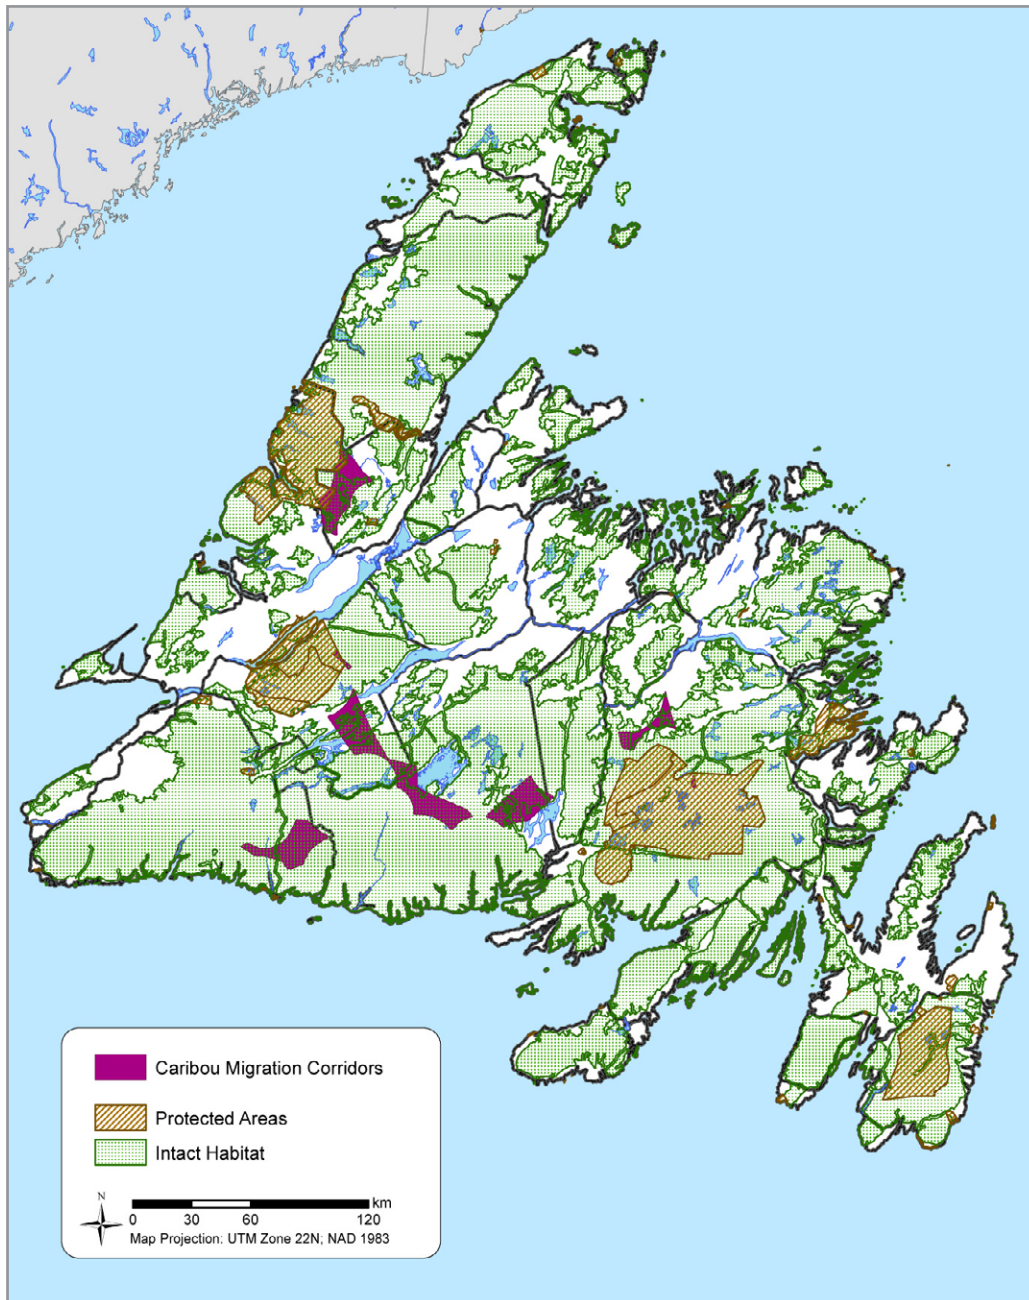 Caribou Migration Corridors
Protected Areas
Intact Habitat
N
km
0 30 60 120
Map Projection: UTM Zone 22N; NAD 1983